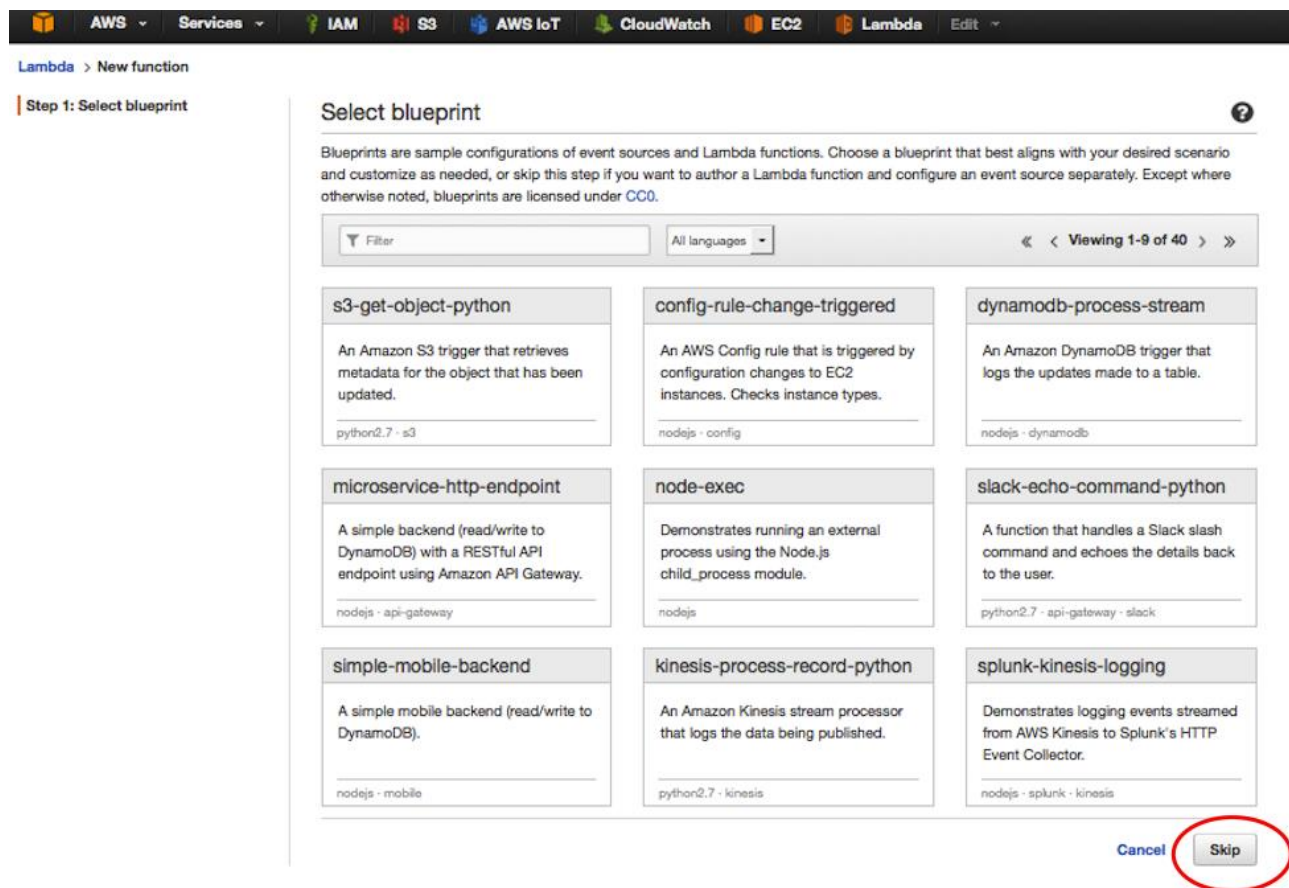 AWS Services IAM S3 AWS IoT CloudWatch EC2 Lambda Edit
Lambda > New function
Step 1: Select blueprint
Select blueprint
Blueprints are sample configurations of event sources and Lambda functions. Choose a blueprint that best aligns with your desired scenario
and customize as needed, or skip this step if you want to author a Lambda function and configure an event source separately. Except where
otherwise noted, blueprints are licensed under CC0.
Filter
All languages
« < Viewing 1-9 of 40 > »
s3-get-object-python
An Amazon S3 trigger that retrieves
metadata for the object that has been
updated.
python2.7 · s3
config-rule-change-triggered
An AWS Config rule that is triggered by
configuration changes to EC2
instances. Checks instance types.
nodejs · config
dynamodb-process-stream
An Amazon DynamoDB trigger that
logs the updates made to a table.
nodejs · dynamodb
microservice-http-endpoint
A simple backend (read/write to
DynamoDB) with a RESTful API
endpoint using Amazon API Gateway.
nodejs · api-gateway
node-exec
Demonstrates running an external
process using the Node.js
child_process module.
nodejs
slack-echo-command-python
A function that handles a Slack slash
command and echoes the details back
to the user.
python2.7 · api-gateway · slack
simple-mobile-backend
A simple mobile backend (read/write to
DynamoDB).
nodejs · mobile
kinesis-process-record-python
An Amazon Kinesis stream processor
that logs the data being published.
python2.7 · kinesis
splunk-kinesis-logging
Demonstrates logging events streamed
from AWS Kinesis to Splunk's HTTP
Event Collector.
nodejs · splunk · kinesis
Cancel
Skip